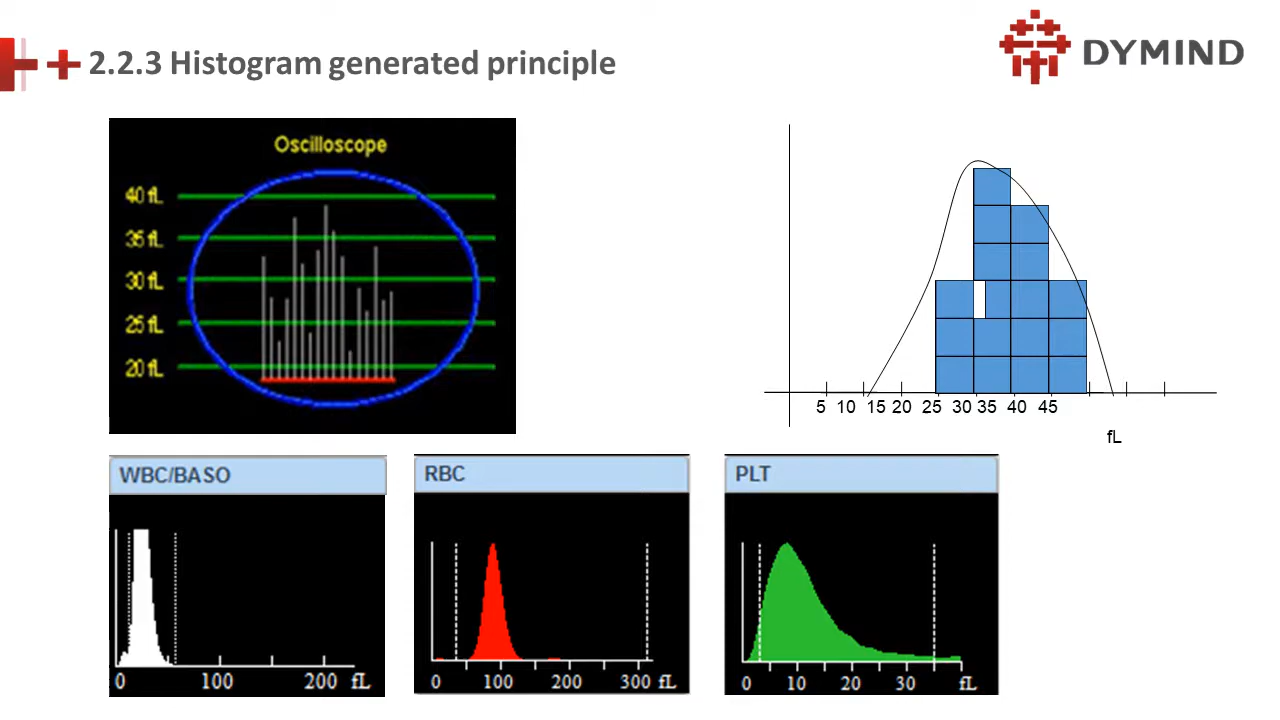 2.2.3 Histogram generated principle
DYMIND
Oscilloscope
40 fL
35 fL
30 fL
25 fL
20 fL
5 10 15 20 25 30 35 40 45
fL
WBC/BASO
0 100 200 fL
RBC
0 100 200 300 fL
PLT
0 10 20 30 fL